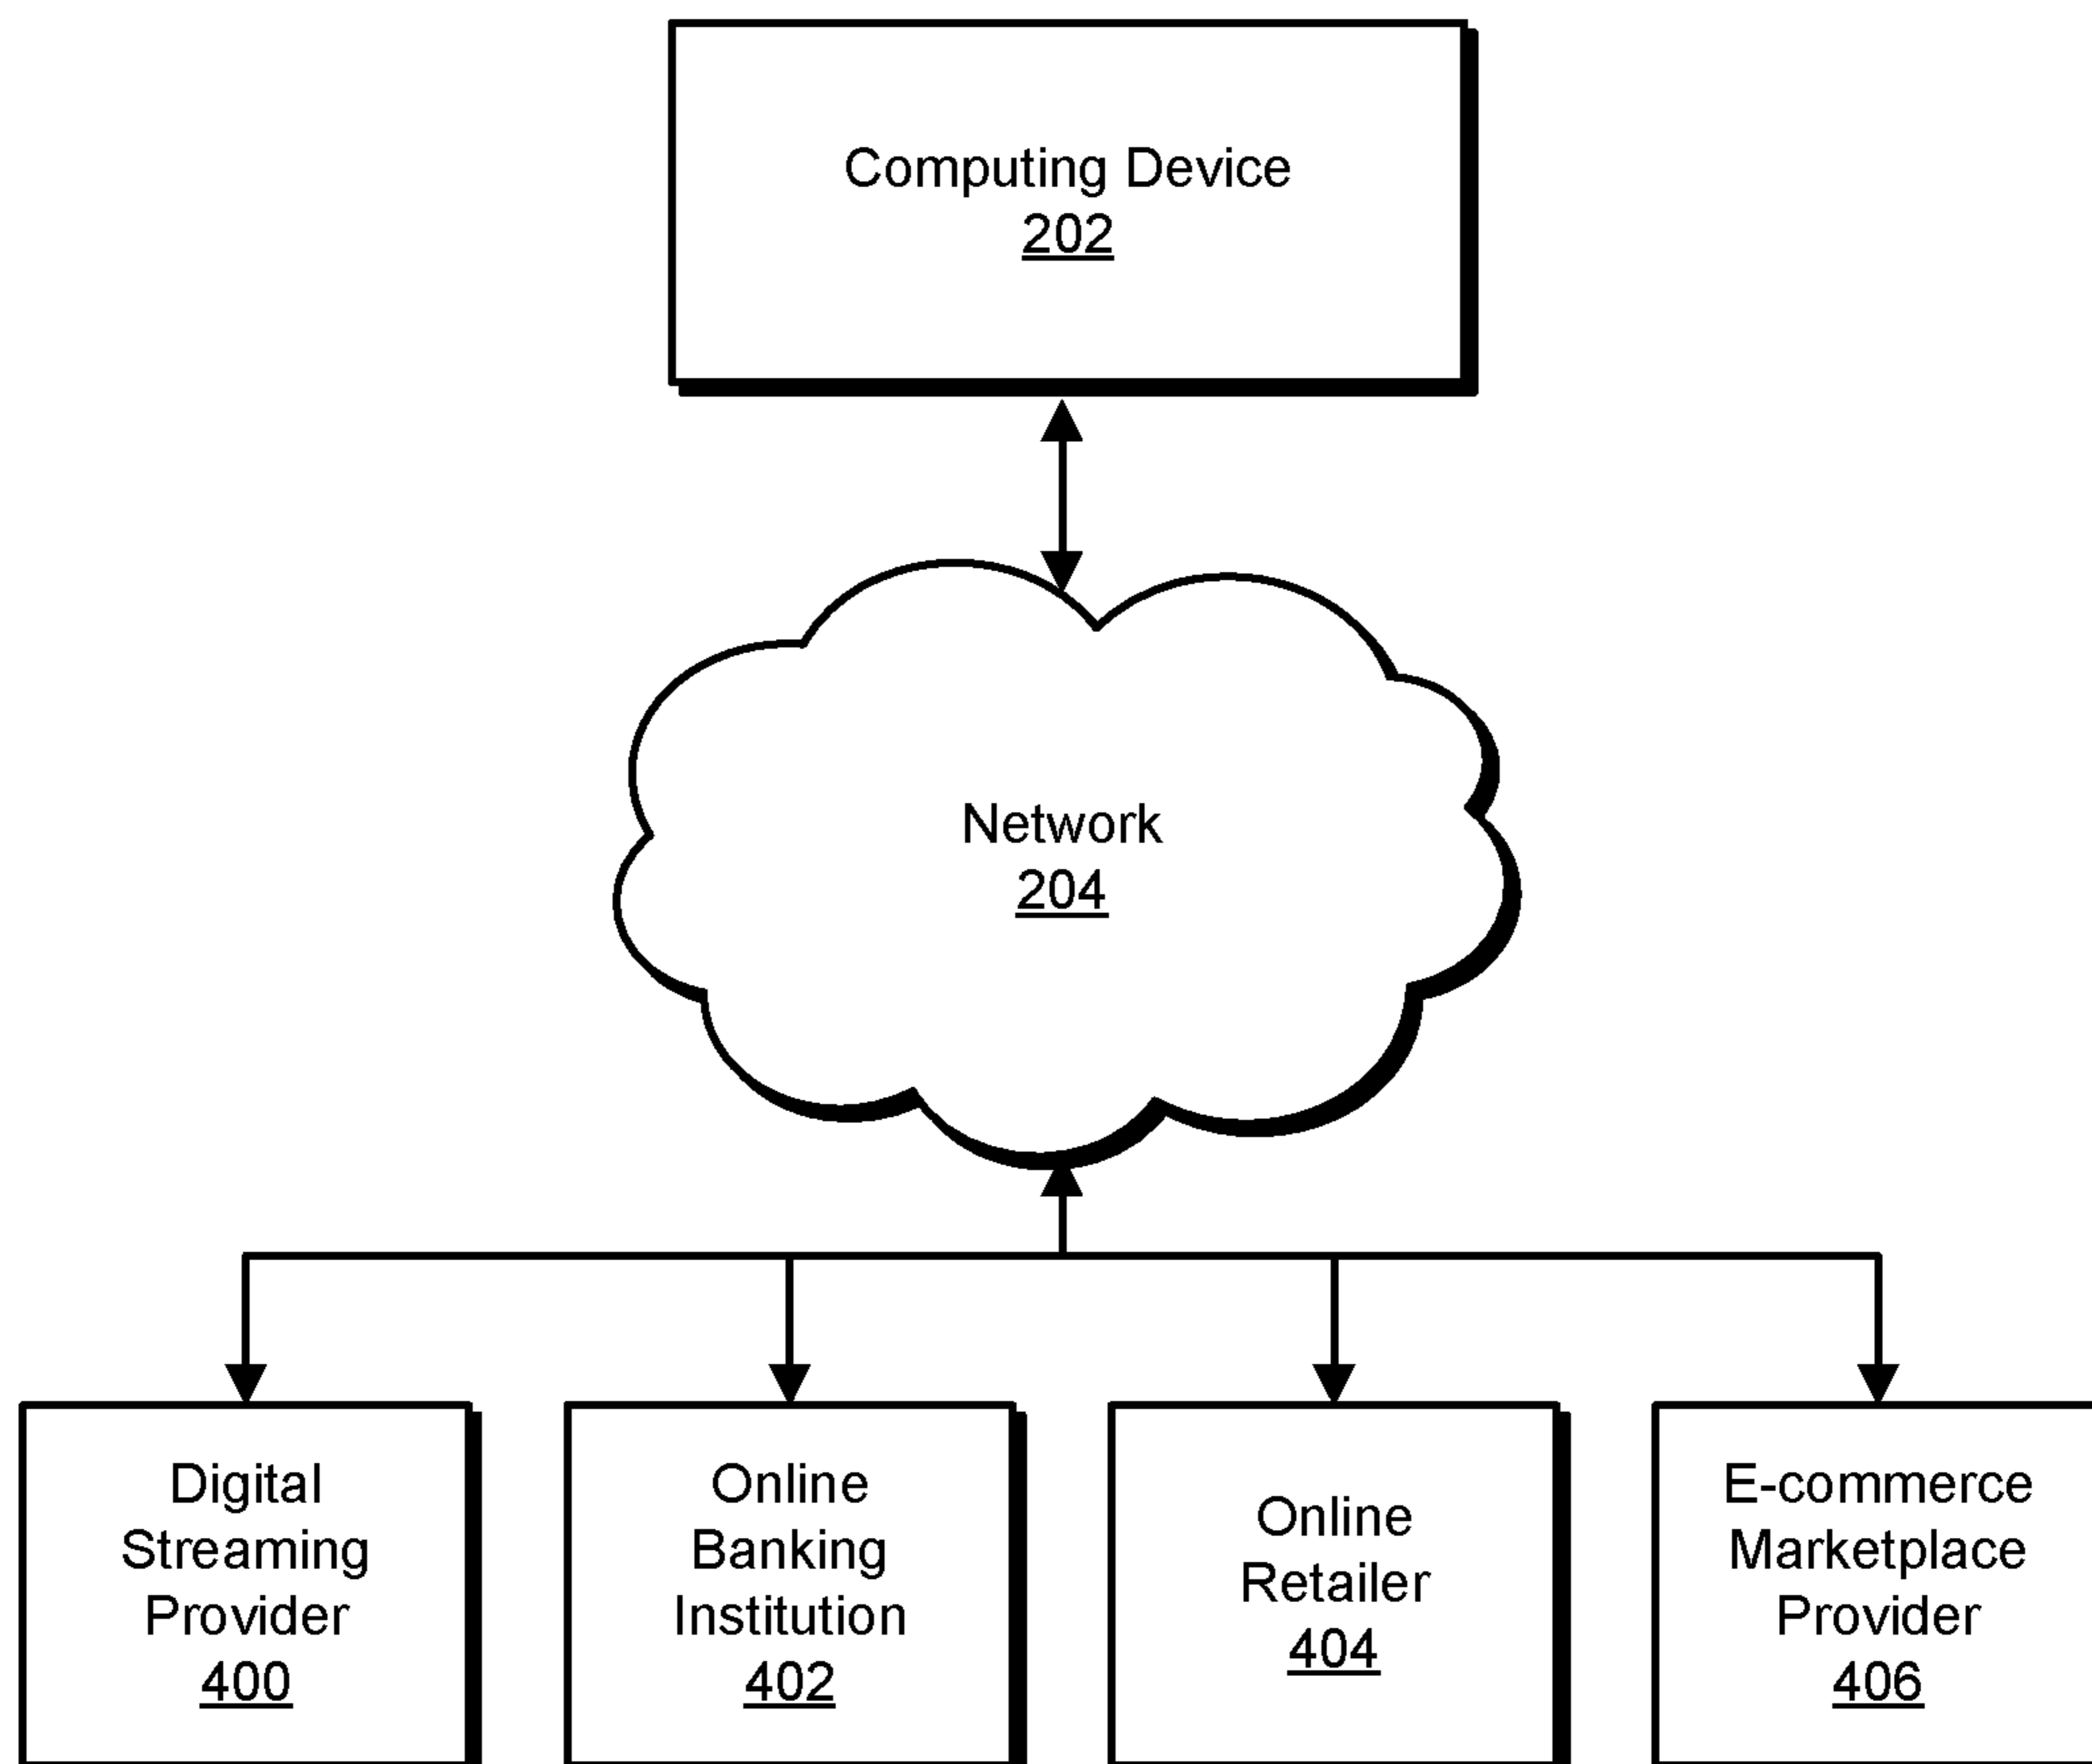 Computing Device
202
Network
204
Digital
Streaming
Provider
400
Online
Banking
Institution
402
Online
Retailer
404
E-commerce
Marketplace
Provider
406